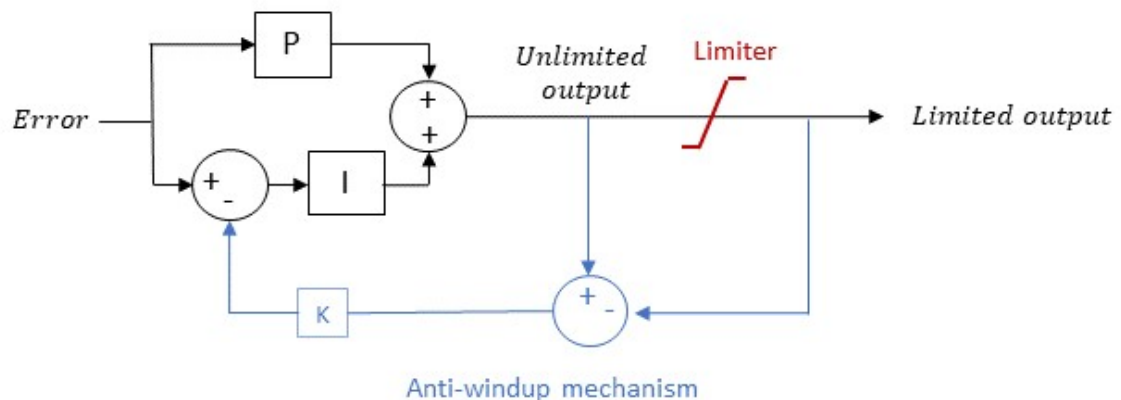 P
Unlimited
output
Limiter
Error
+
+
Limited output
+
-
I
+
-
K
Anti-windup mechanism